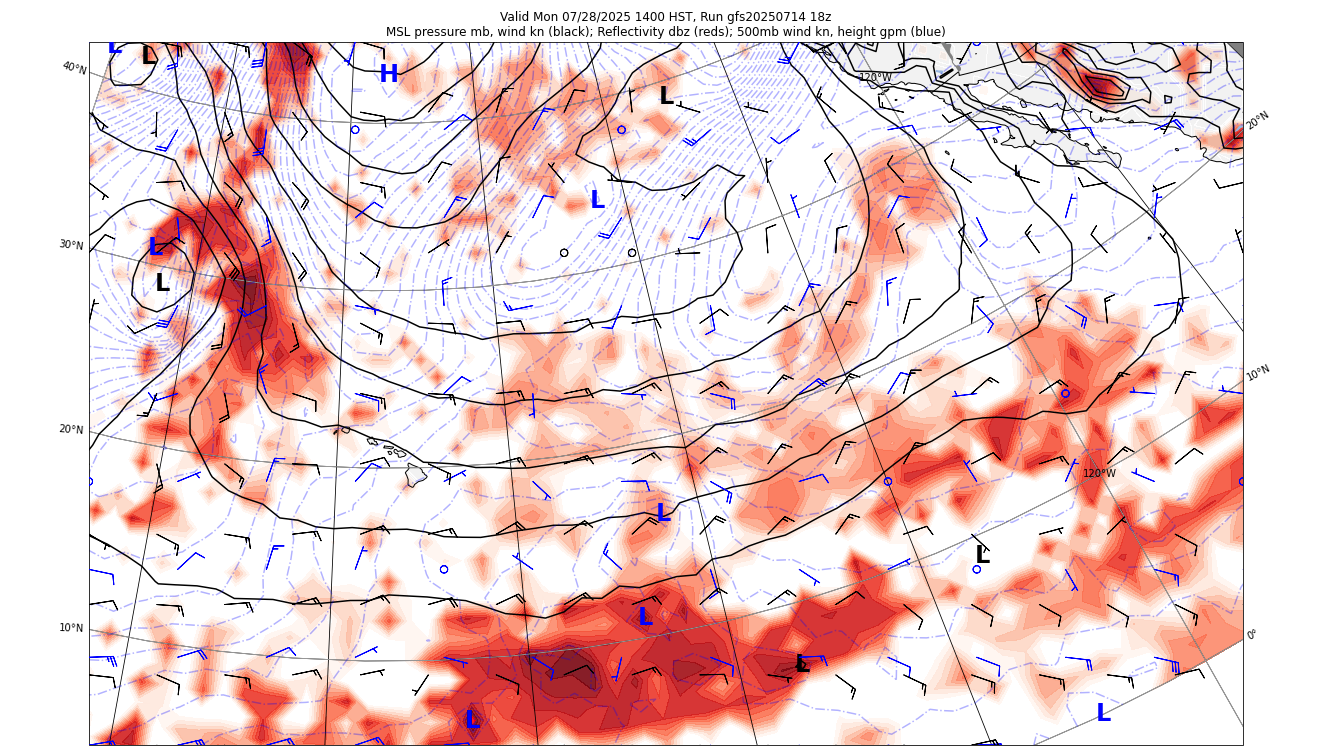 Valid Mon 07/28/2025 1400 HST, Run gfs20250714 18z
MSL pressure mb, wind kn (black); Reflectivity dbz (reds); 500mb wind kn, height gpm (blue)
L
L
H
L
40°N
120°W
20°N
L
L
30°N
L
10°N
20°N
120°W
L
L
L
10°N
0°
L
L
L